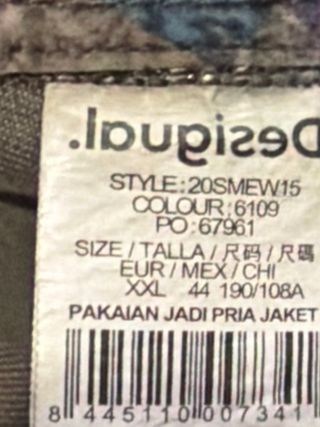 Desigual.
STYLE:20SMEW15
COLOUR:6109
PO:67961
SIZE/TALLA/尺码/尺碼
EUR/MEX/CHI
XXL 44 190/108A
PAKAIAN JADI PRIA JAKET
8 445110 007341